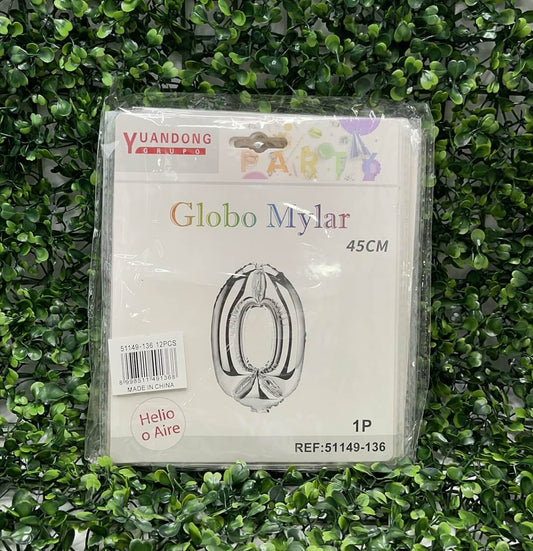 YUANDONG
GRUPO
PARTY
Globo Mylar
45CM
51149-136 12PCS
MADE IN CHINA
Helio
o Aire
1P
REF:51149-136